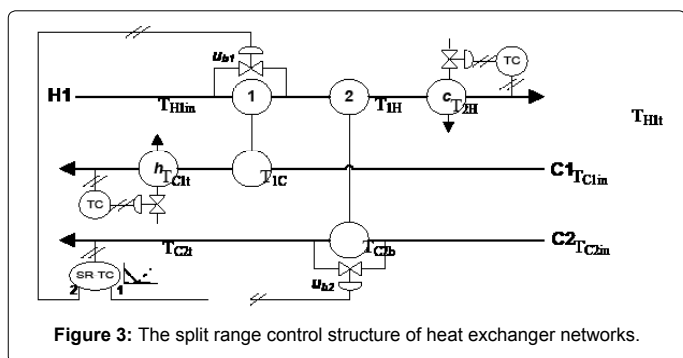 u_b1
TC
H1
T_H1in
1
2
T_1H
c
T_2H
T_H1t
h
T_C1t
T_1C
C1
T_C1in
TC
T_C2t
T_C2b
C2
T_C2in
SR TC
2
1
u_b2
Figure 3: The split range control structure of heat exchanger networks.